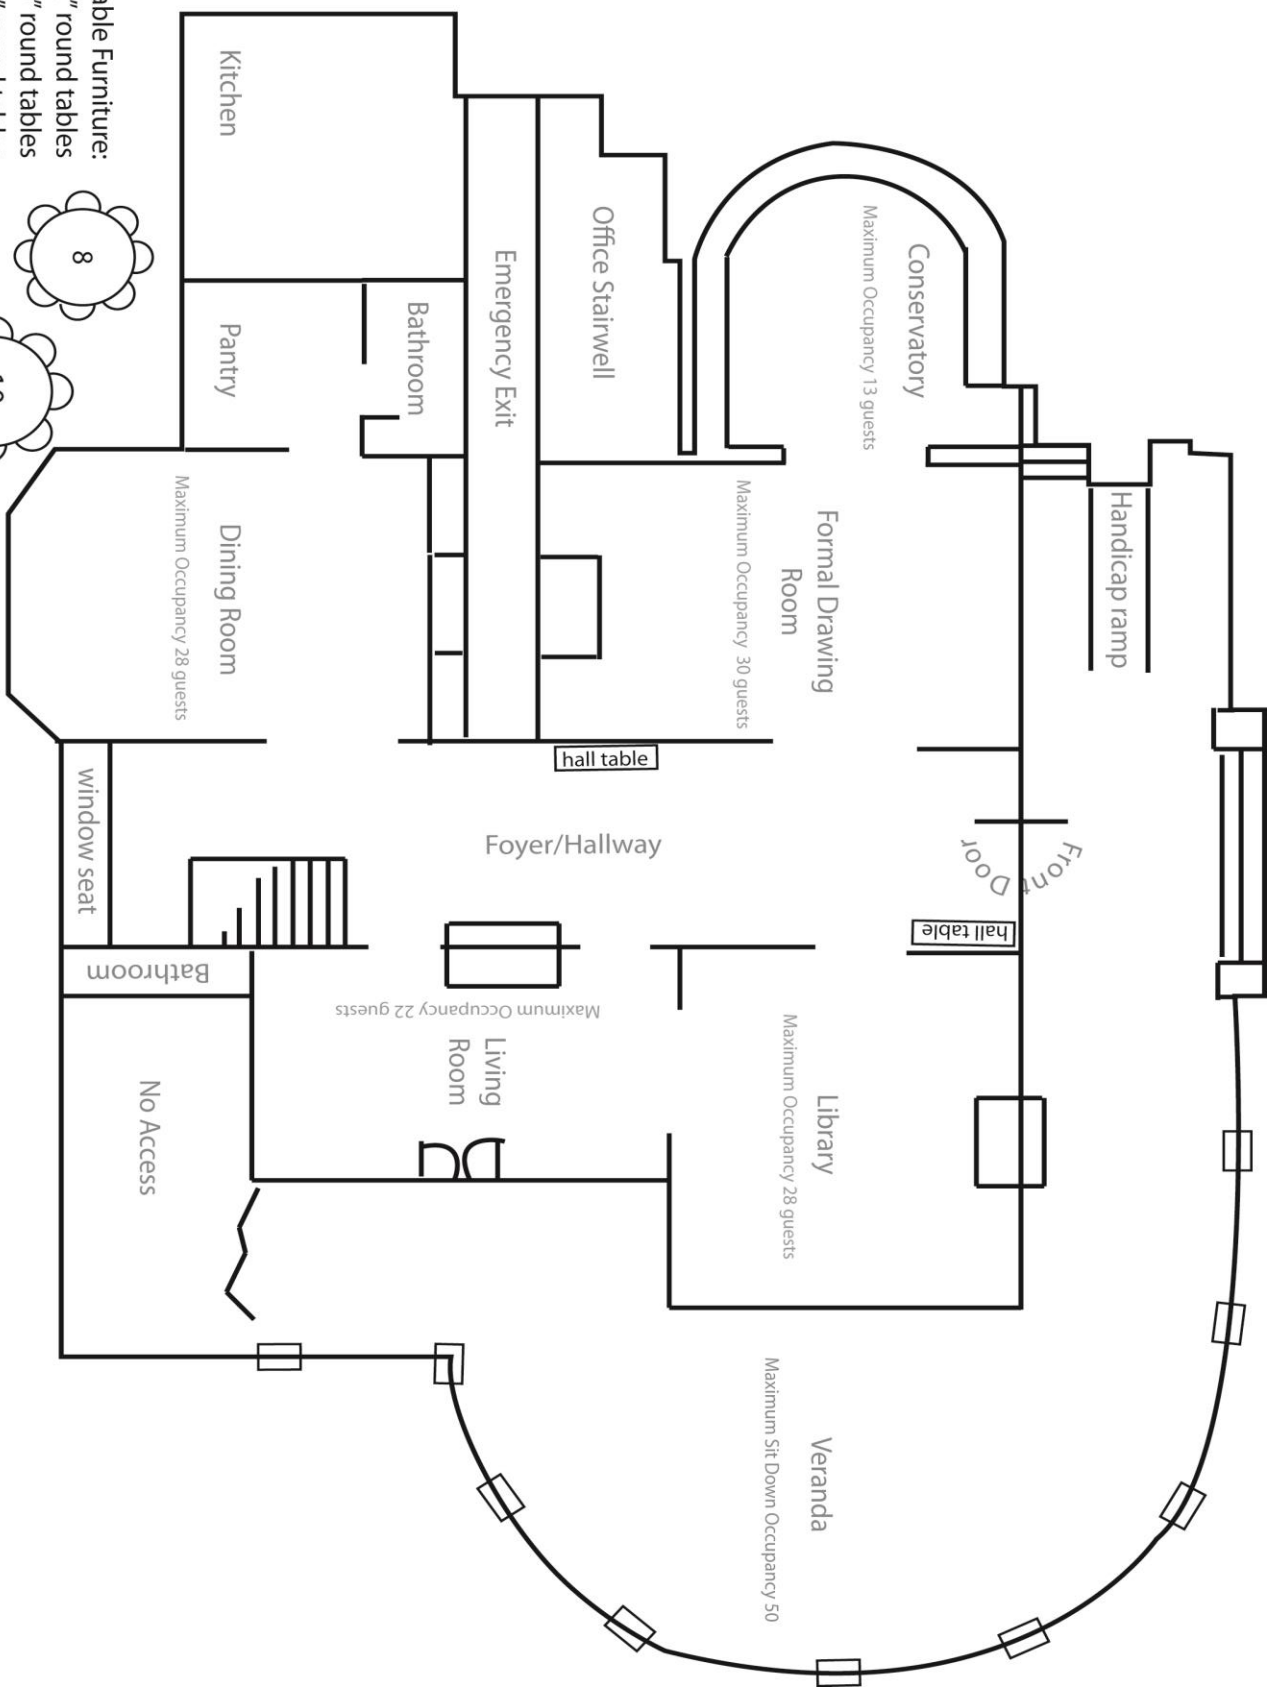 able Furniture:
" round tables
" round tables
8
Kitchen
Pantry
Bathroom
Emergency Exit
Office Stairwell
Conservatory
Maximum Occupancy 13 guests
Handicap ramp
Formal Drawing
Room
Maximum Occupancy 30 guests
Dining Room
Maximum Occupancy 28 guests
hall table
window seat
Foyer/Hallway
Front Door
hall table
Bathroom
Maximum Occupancy 22 guests
Living
Room
No Access
Library
Maximum Occupancy 28 guests
Veranda
Maximum Sit Down Occupancy 50